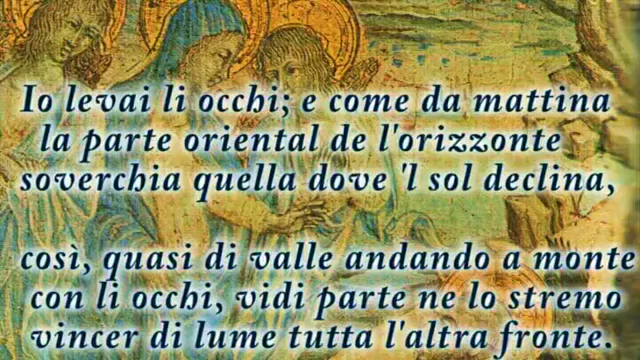 Io levai li occhi; e come da mattina
la parte oriental de l'orizzonte
soverchia quella dove 'l sol declina,
così, quasi di valle andando a monte
con li occhi, vidi parte ne lo stremo
vincer di lume tutta l'altra fronte.